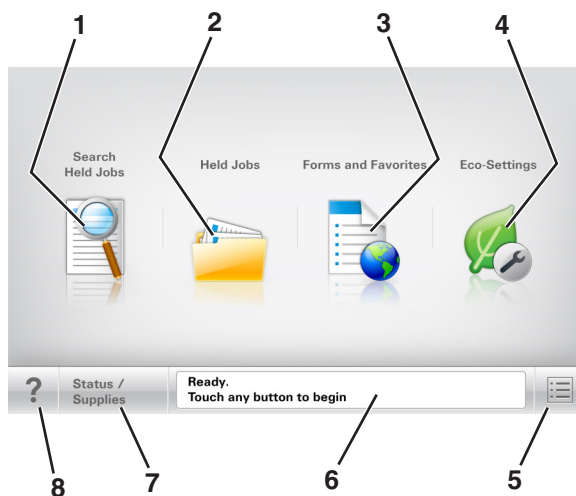 1
2
3
4
Search
Held Jobs
Held Jobs
Forms and Favorites
Eco-Settings
?
Status /
Supplies
Ready.
Touch any button to begin
8
7
6
5